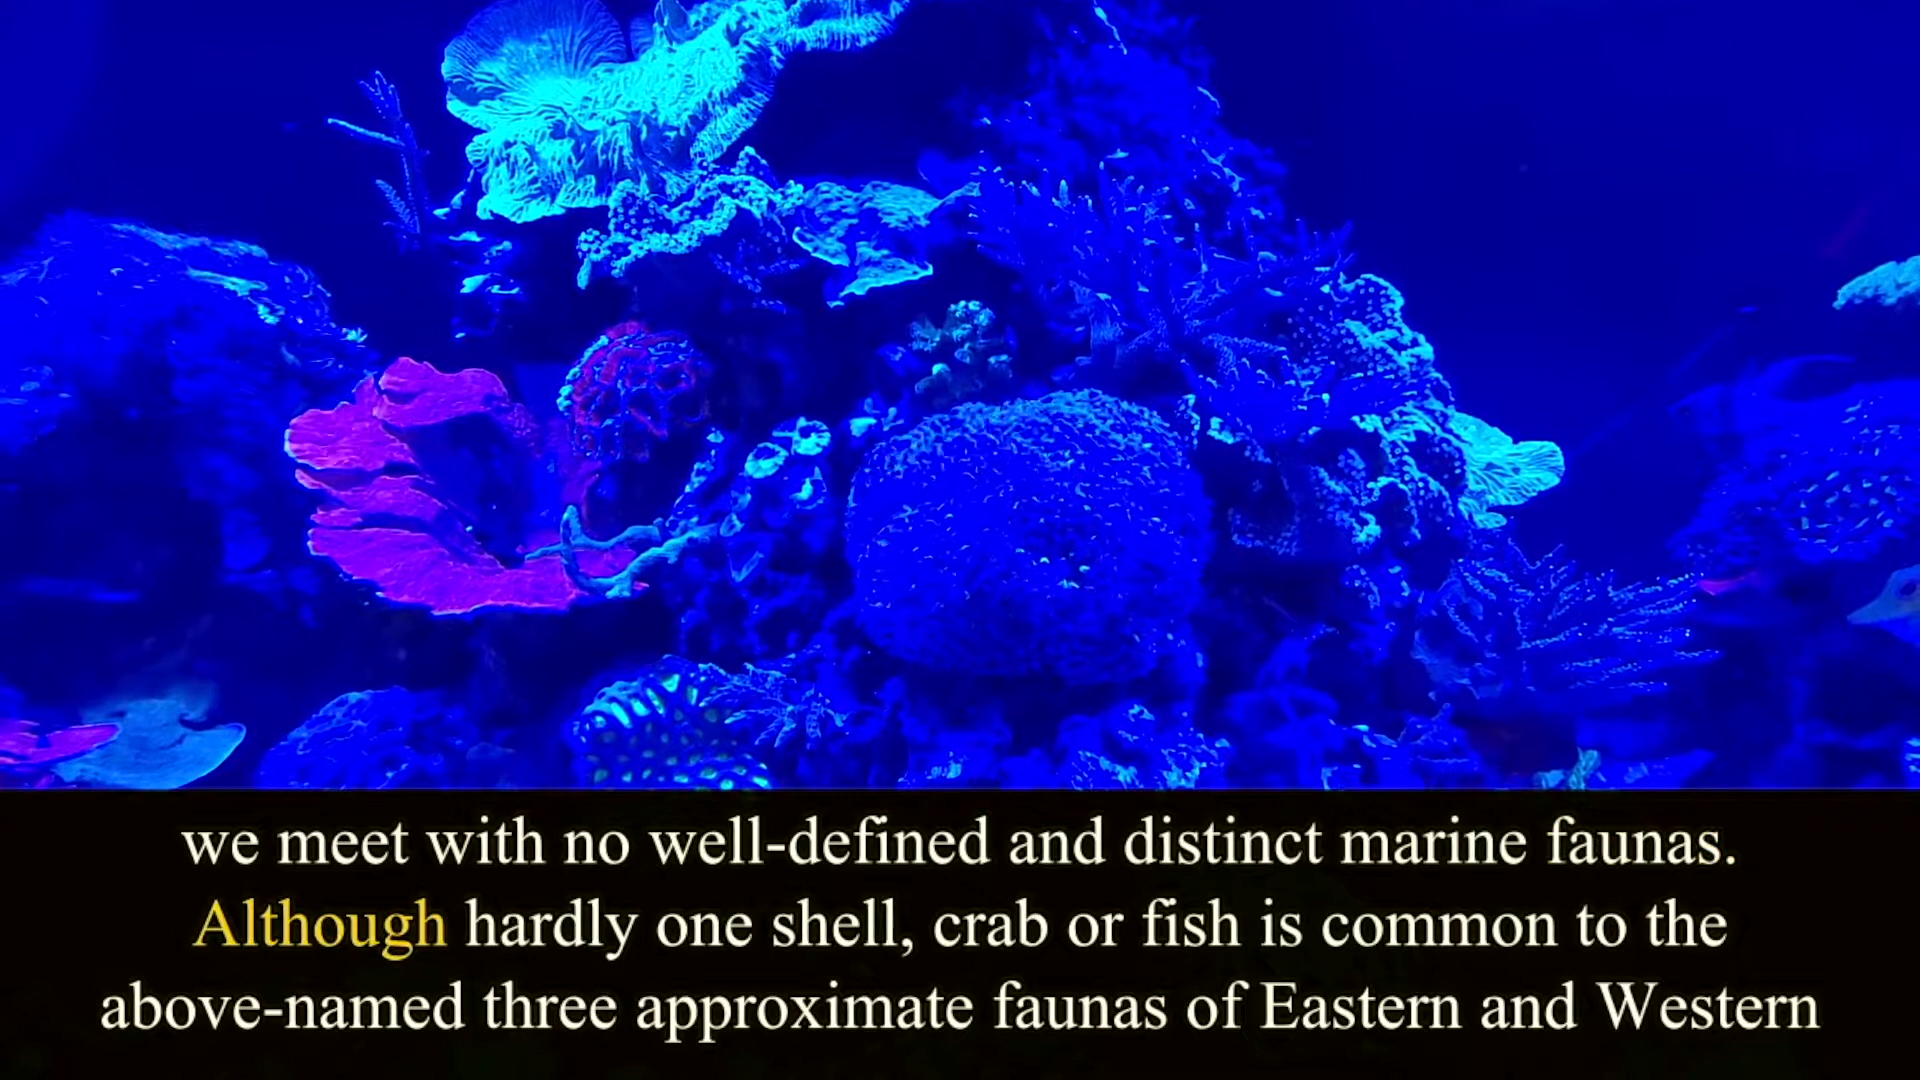 we meet with no well-defined and distinct marine faunas.
Although hardly one shell, crab or fish is common to the
above-named three approximate faunas of Eastern and Western